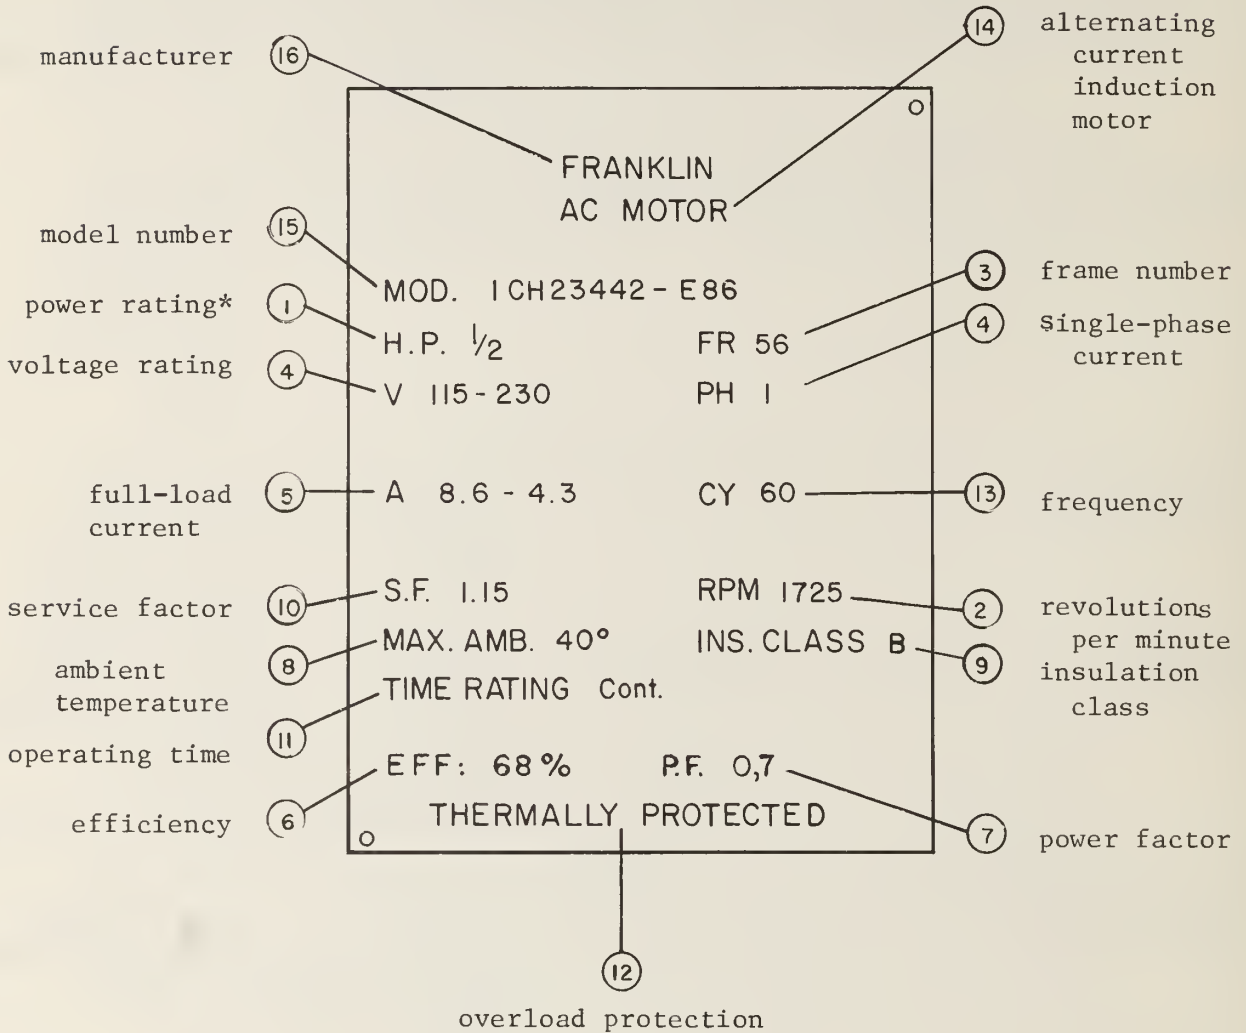 manufacturer 16
14 alternating
current
induction
motor
FRANKLIN
AC MOTOR
model number 15
MOD. 1CH23442-E86
3 frame number
power rating* 1
H.P. 1/2
FR 56
4 single-phase
current
voltage rating 4
V 115-230
PH 1
full-load 5
current
A 8.6 - 4.3
CY 60
13 frequency
service factor 10
S.F. 1.15
RPM 1725
2 revolutions
per minute
ambient 8
temperature
MAX. AMB. 40°
INS. CLASS B
9 insulation
class
operating time 11
TIME RATING Cont.
efficiency 6
EFF: 68%
P.F. 0,7
7 power factor
THERMALLY PROTECTED
12
overload protection